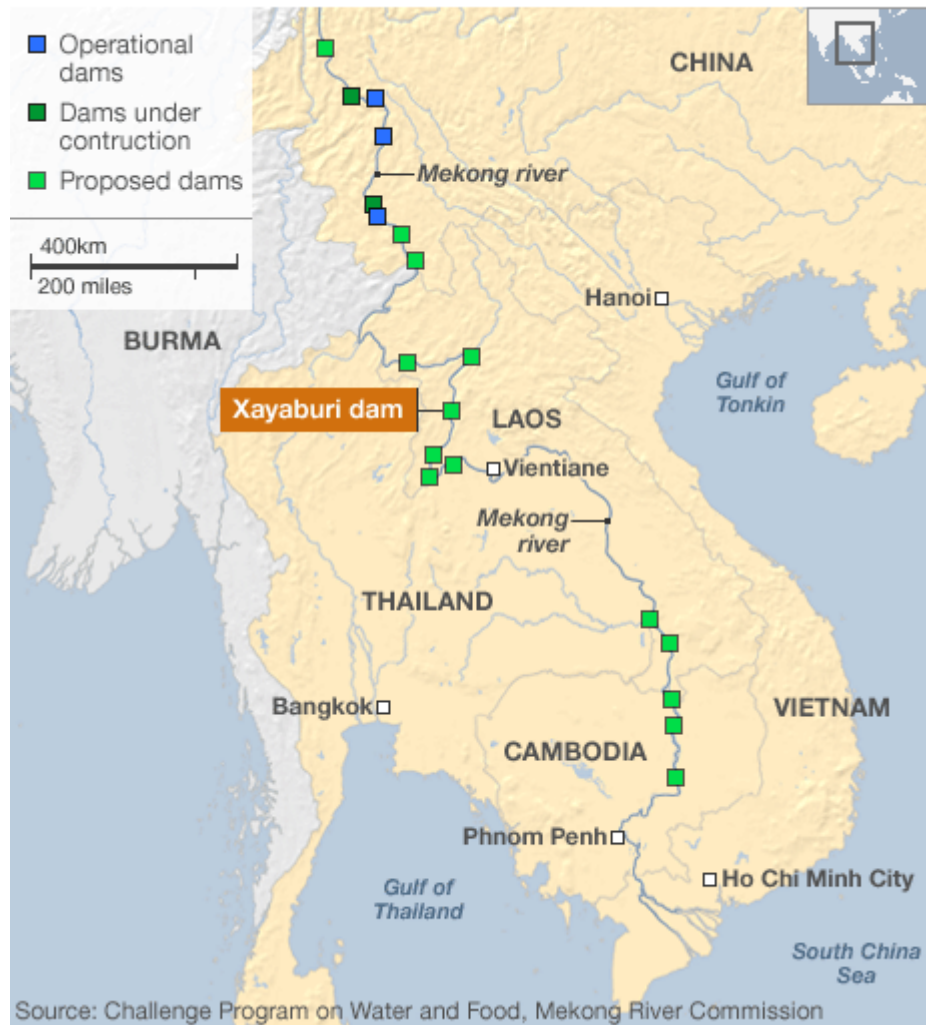 Operational
dams
Dams under
contruction
Proposed dams
400km
200 miles
CHINA
Mekong river
Hanoi
BURMA
Gulf of
Tonkin
Xayaburi dam
LAOS
Vientiane
Mekong
river
THAILAND
Bangkok
VIETNAM
CAMBODIA
Phnom Penh
Ho Chi Minh City
Gulf of
Thailand
South China
Sea
Source: Challenge Program on Water and Food, Mekong River Commission